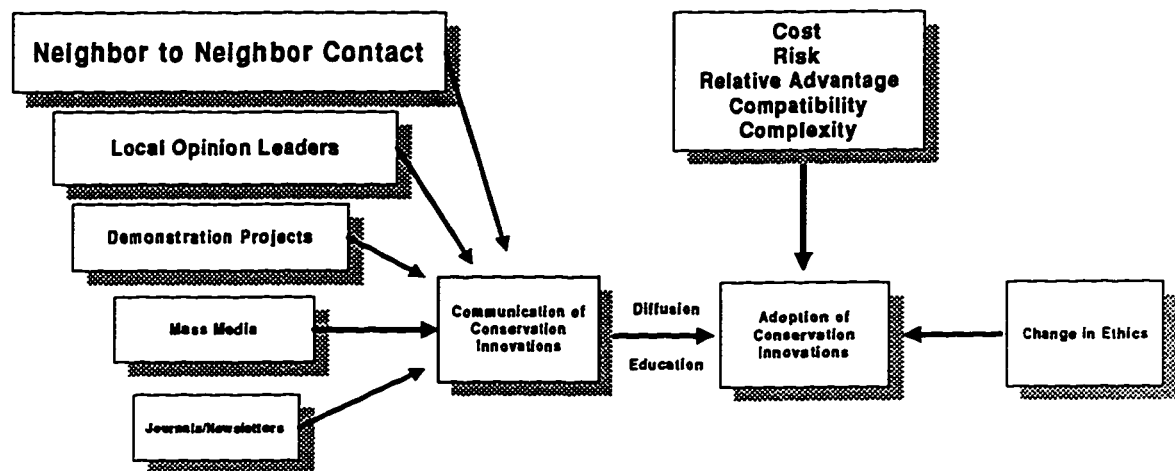 Neighbor to Neighbor Contact
Local Opinion Leaders
Demonstration Projects
Mass Media
Journals/Newsletters
Communication of
Conservation
Innovations
Diffusion
Education
Cost
Risk
Relative Advantage
Compatibility
Complexity
Adoption of
Conservation
Innovations
Change in Ethics